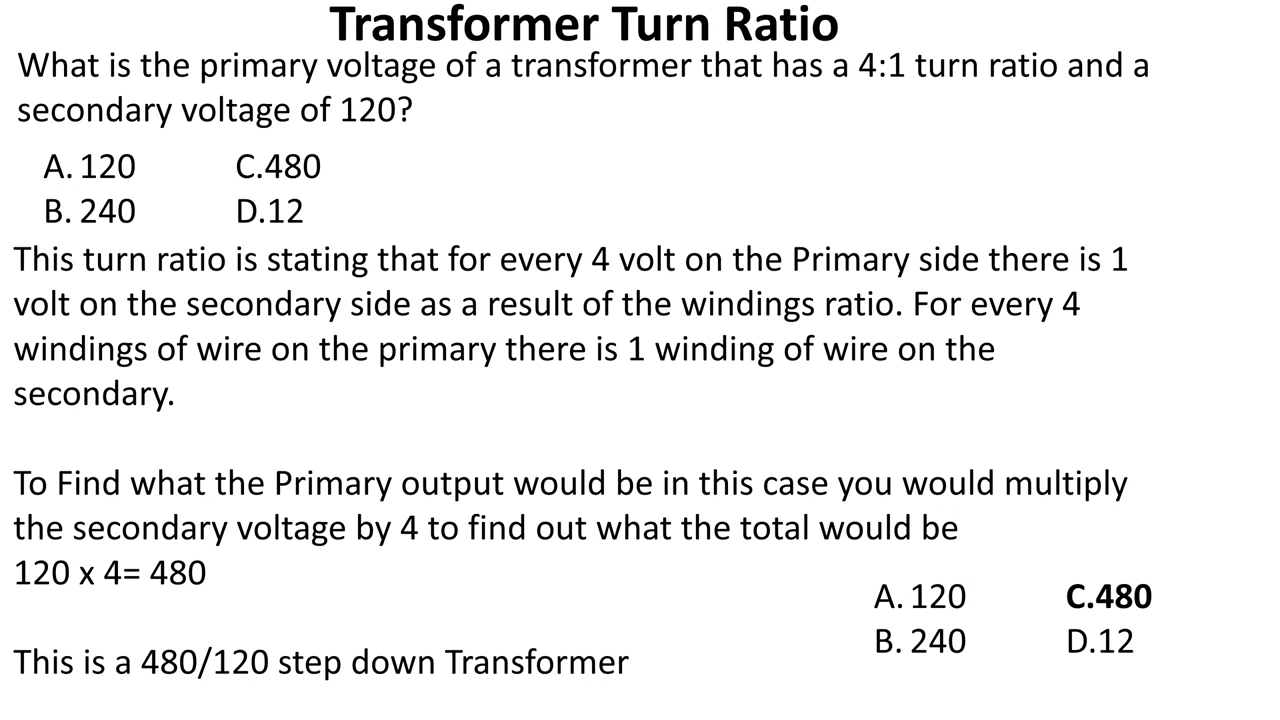 Transformer Turn Ratio
What is the primary voltage of a transformer that has a 4:1 turn ratio and a
secondary voltage of 120?
A. 120 C.480
B. 240 D.12
This turn ratio is stating that for every 4 volt on the Primary side there is 1
volt on the secondary side as a result of the windings ratio. For every 4
windings of wire on the primary there is 1 winding of wire on the
secondary.
To Find what the Primary output would be in this case you would multiply
the secondary voltage by 4 to find out what the total would be
120 x 4= 480
A. 120 C.480
B. 240 D.12
This is a 480/120 step down Transformer